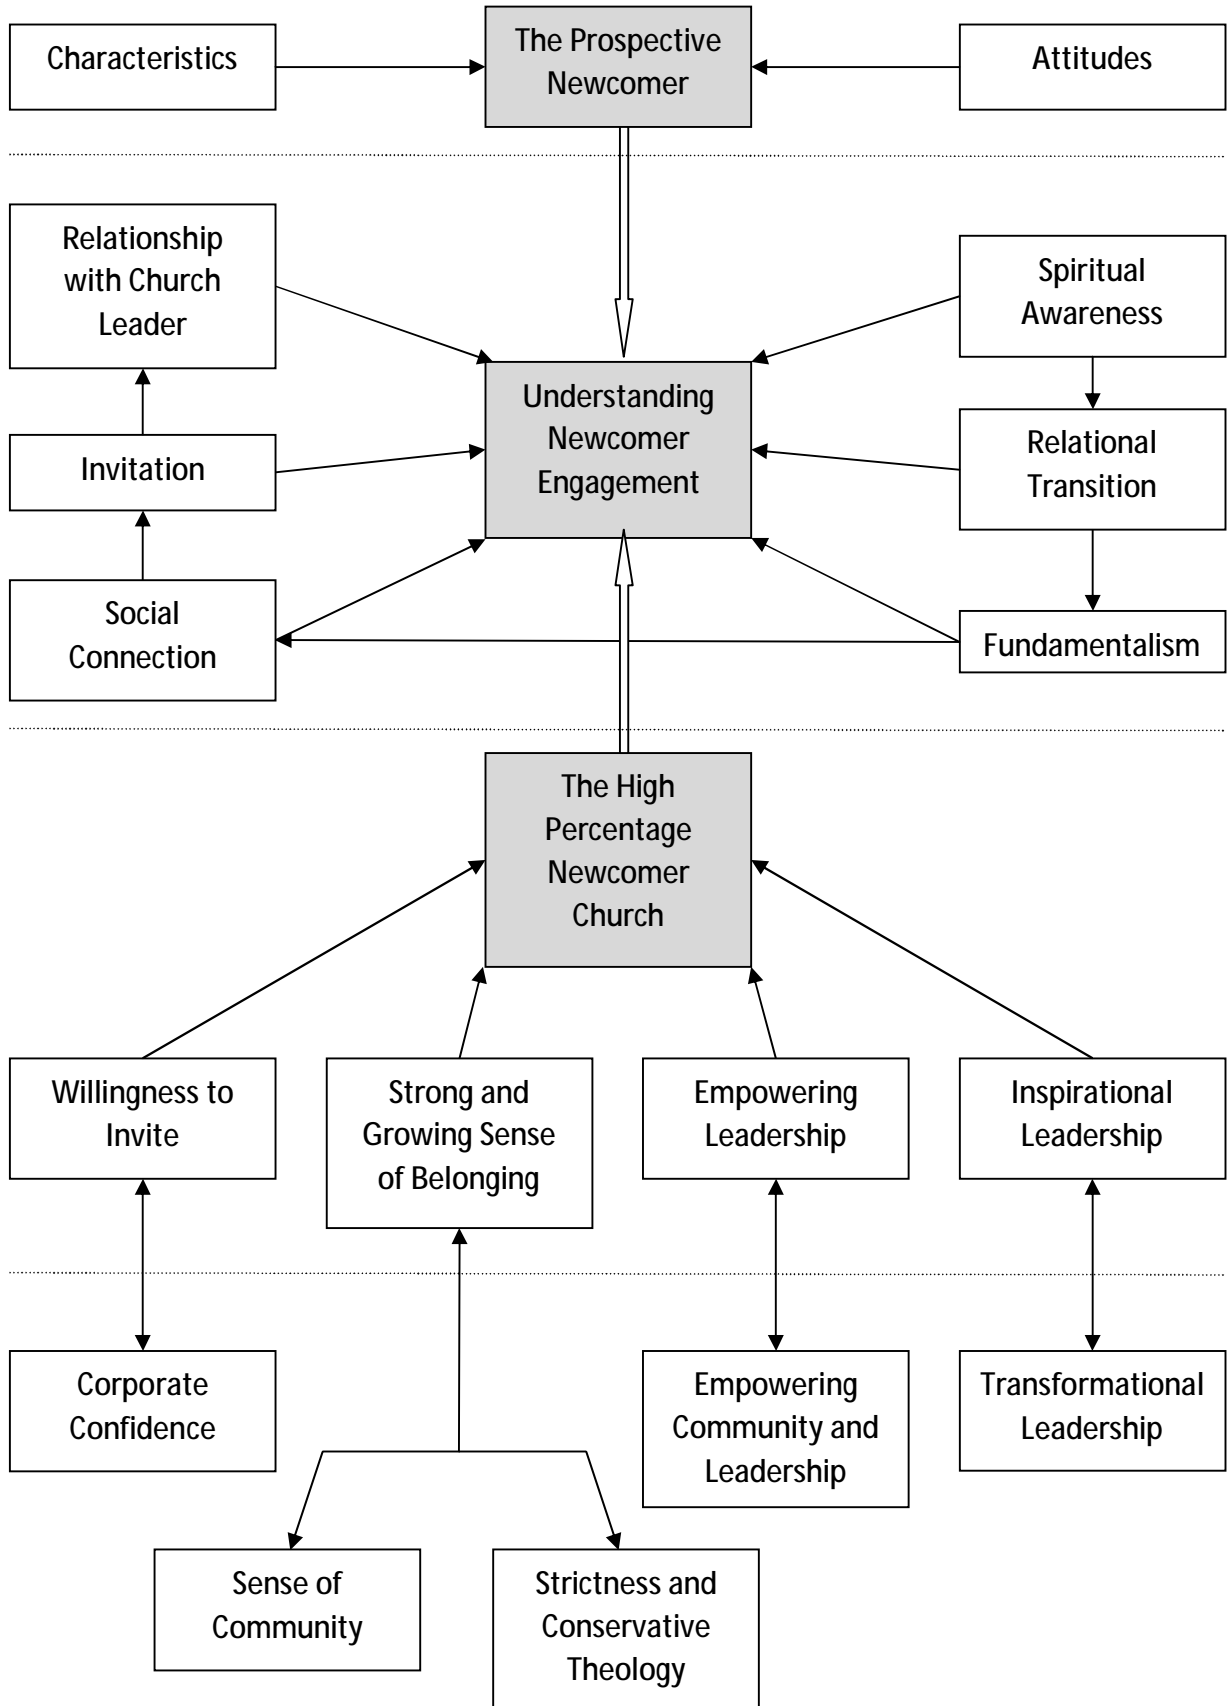 Characteristics
The Prospective
Newcomer
Attitudes
Relationship
with Church
Leader
Spiritual
Awareness
Understanding
Newcomer
Engagement
Invitation
Relational
Transition
Social
Connection
Fundamentalism
The High
Percentage
Newcomer
Church
Willingness to
Invite
Strong and
Growing Sense
of Belonging
Empowering
Leadership
Inspirational
Leadership
Corporate
Confidence
Empowering
Community and
Leadership
Transformational
Leadership
Sense of
Community
Strictness and
Conservative
Theology